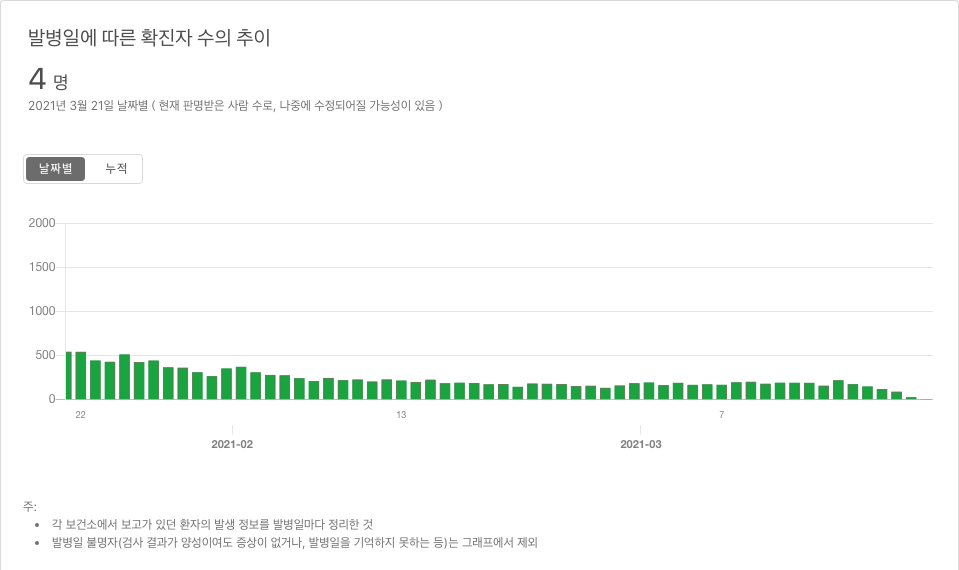 발병일에 따른 확진자 수의 추이
4 명
2021년 3월 21일 날짜별 ( 현재 판명받은 사람 수로, 나중에 수정되어질 가능성이 있음 )
날짜별 누적
2000
1500
1000
500
0
22 13 7
2021-02 2021-03
주:
• 각 보건소에서 보고가 있던 환자의 발생 정보를 발병일마다 정리한 것
• 발병일 불명자(검사 결과가 양성이여도 증상이 없거나, 발병일을 기억하지 못하는 등)는 그래프에서 제외